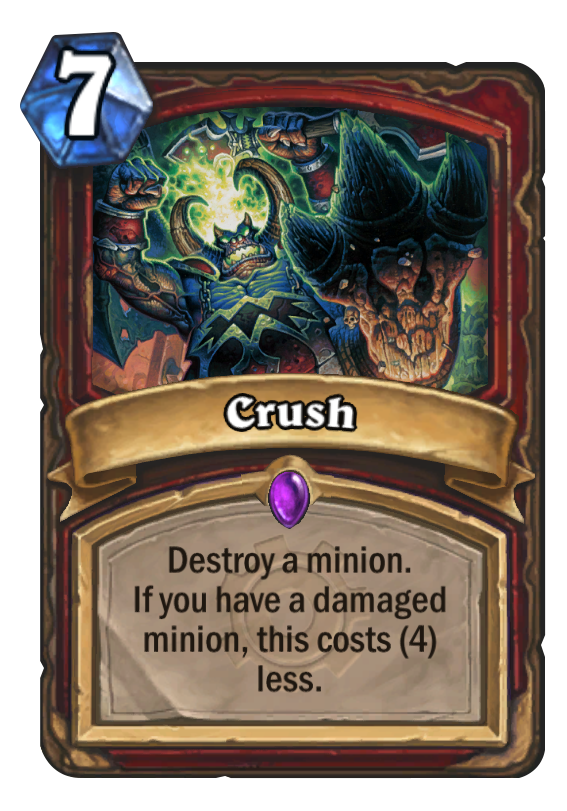 7
Crush
Destroy a minion.
If you have a damaged
minion, this costs (4)
less.